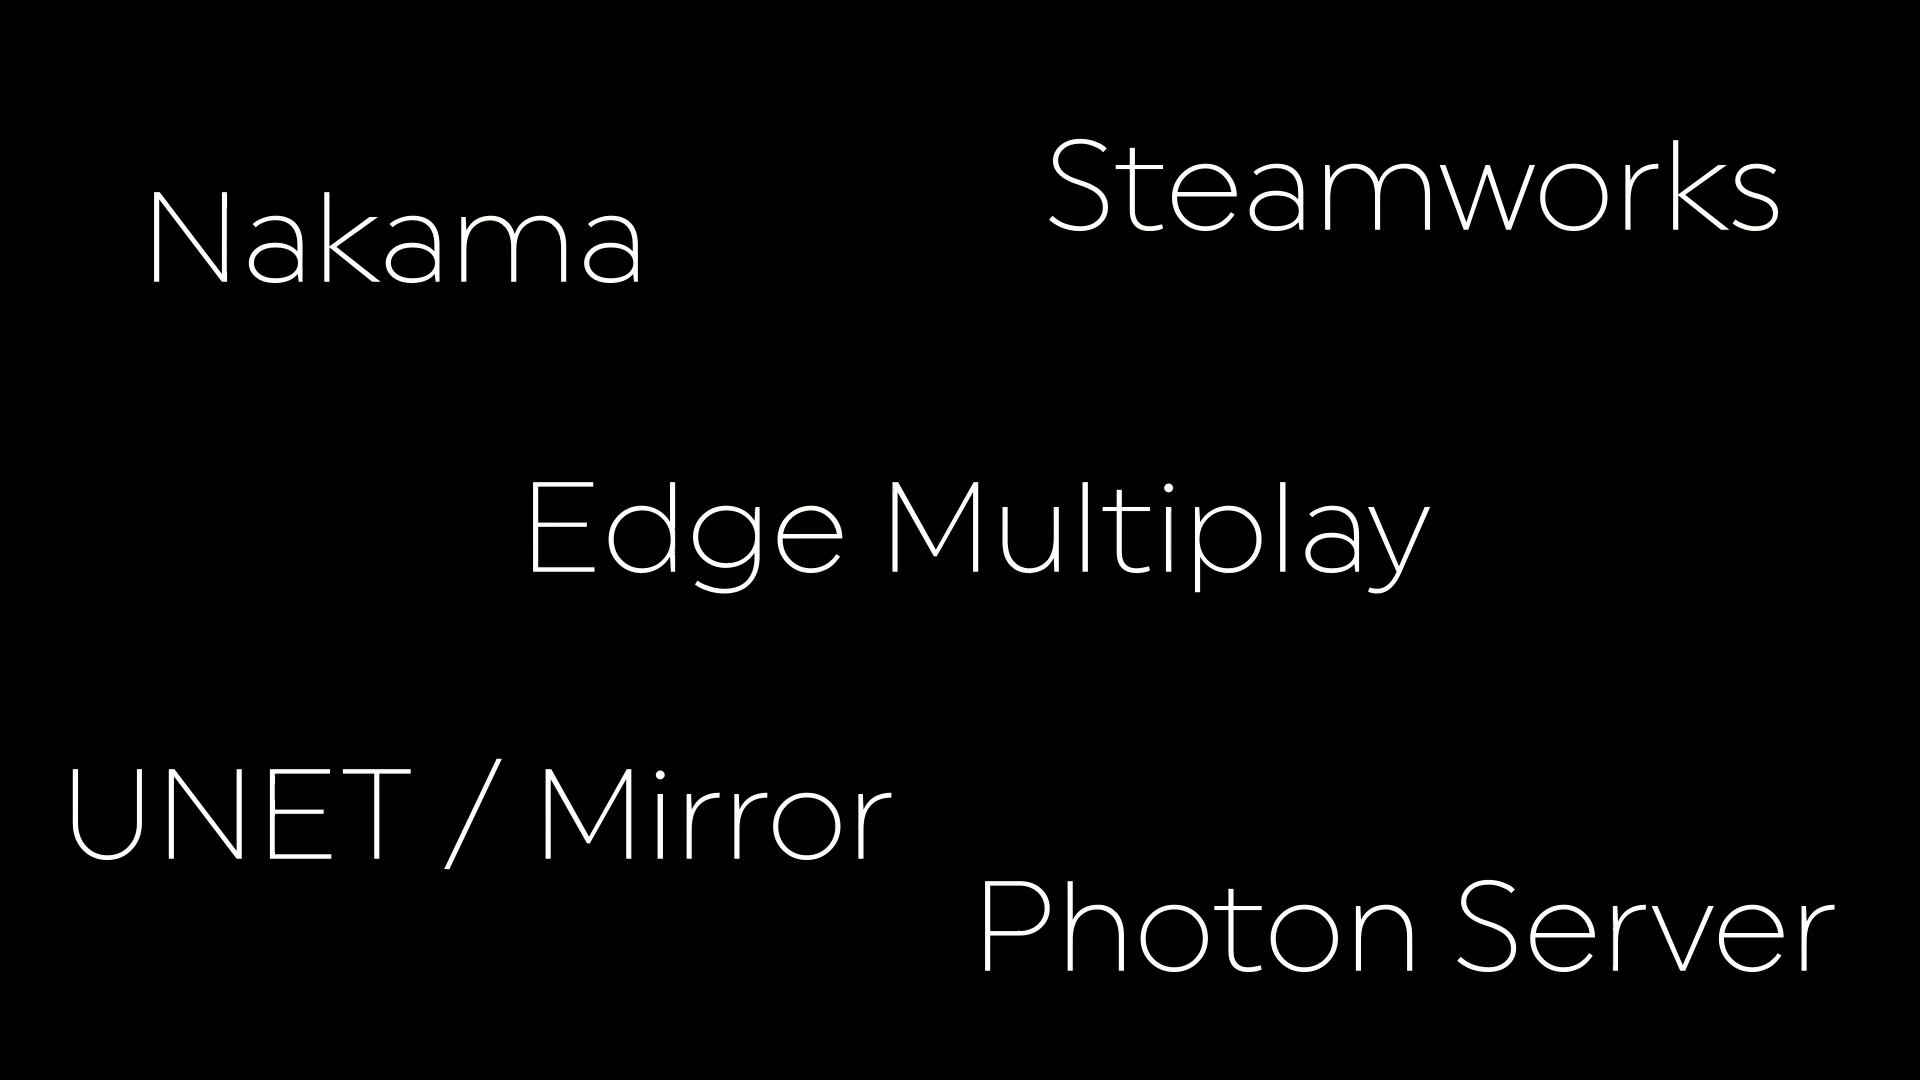 Nakama
Steamworks
Edge Multiplay
UNET / Mirror
Photon Server